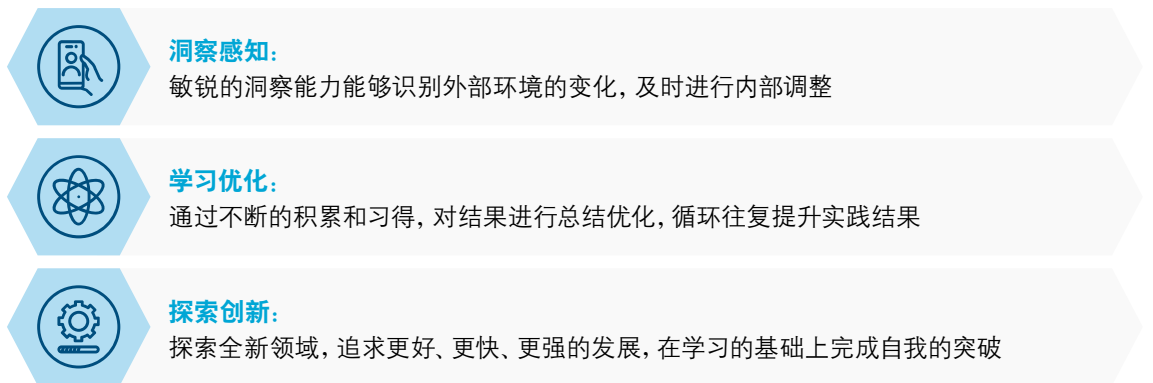 洞察感知：
敏锐的洞察能力能够识别外部环境的变化，及时进行内部调整
学习优化：
通过不断的积累和习得，对结果进行总结优化，循环往复提升实践结果
探索创新：
探索全新领域，追求更好、更快、更强的发展，在学习的基础上完成自我的突破